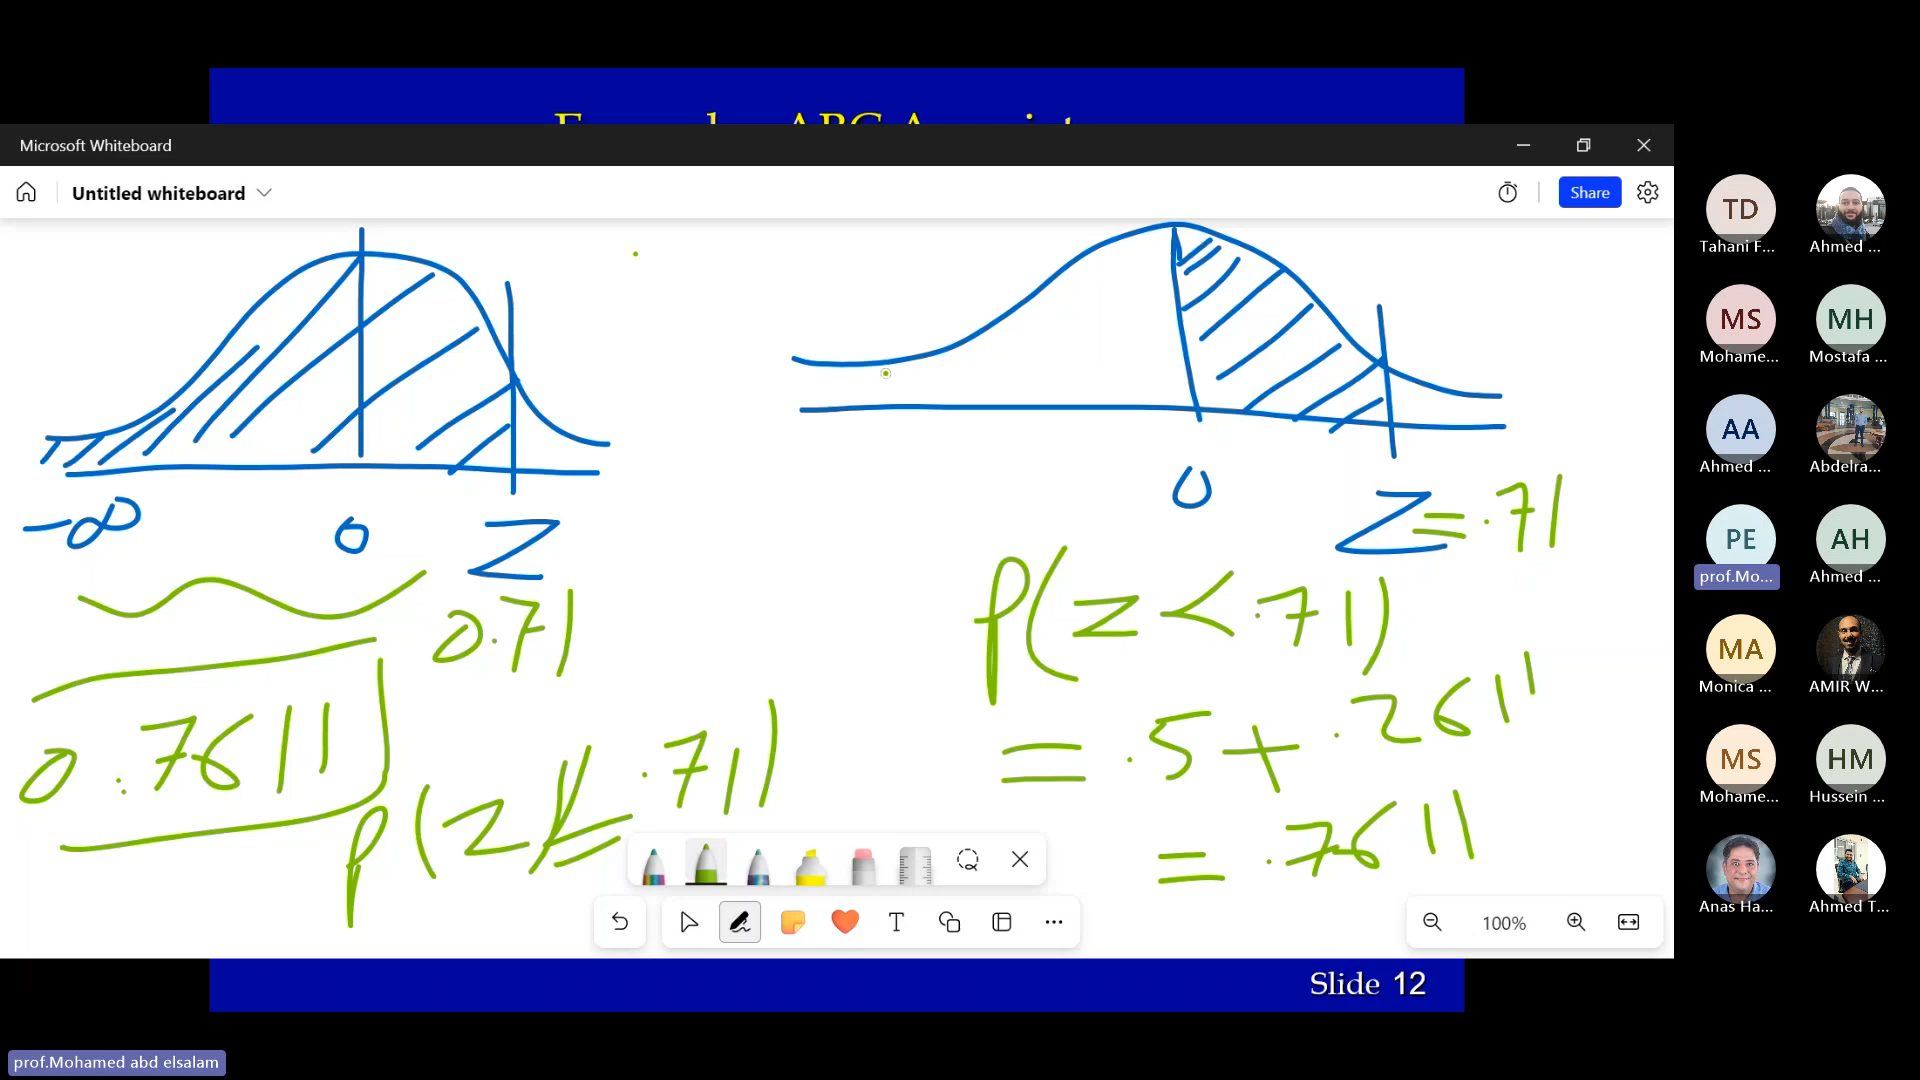 Microsoft Whiteboard
Untitled whiteboard
Share
-∞ 0 Z
0.71
0.7611
P(Z ≤ .71)
0 Z = .71
P(Z < .71)
= .5 + .2611
= .7611
100%
Slide 12
TD
Tahani F...
Ahmed ...
MS
Mohame...
MH
Mostafa ...
AA
Ahmed ...
Abdelra...
PE
prof.Mo...
AH
Ahmed ...
MA
Monica ...
AMIR W...
MS
Mohame...
HM
Hussein ...
Anas Ha...
Ahmed T...
prof.Mohamed abd elsalam